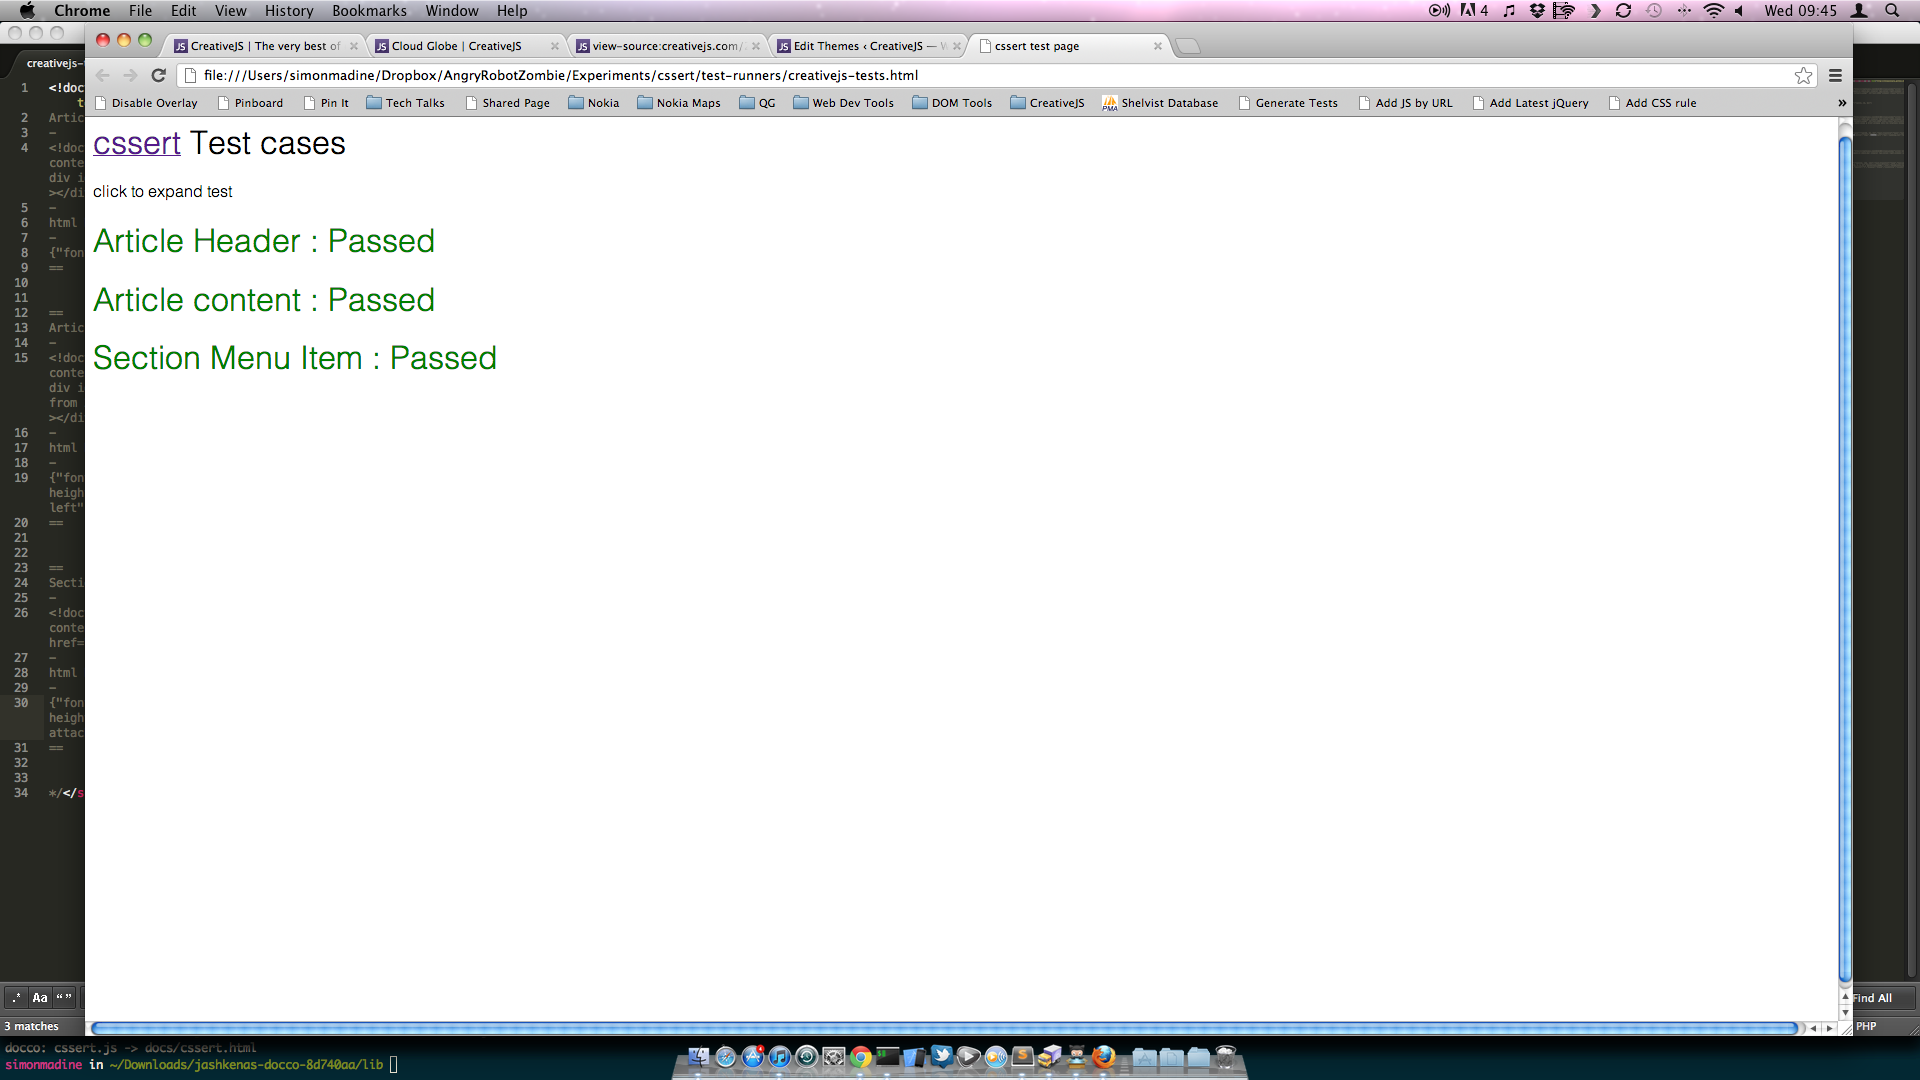 Chrome File Edit View History Bookmarks Window Help 4 Wed 09:45
CreativeJS | The very best of Cloud Globe | CreativeJS view-source:creativejs.com/ Edit Themes ‹ CreativeJS — cssert test page
file:///Users/simonmadine/Dropbox/AngryRobotZombie/Experiments/cssert/test-runners/creativejs-tests.html
Disable Overlay Pinboard Pin It Tech Talks Shared Page Nokia Nokia Maps QG Web Dev Tools DOM Tools CreativeJS Shelvist Database Generate Tests Add JS by URL Add Latest jQuery Add CSS rule »
cssert Test cases
click to expand test
Article Header : Passed
Article content : Passed
Section Menu Item : Passed
creativejs-
1 <!doc
t
2 Artic
3 —
4 <!doc
conte
div i
></di
5 —
6 html
7 —
8 {"fon
9 ==
10
11
12 ==
13 Artic
14 —
15 <!doc
conte
div i
from
></di
16 —
17 html
18 —
19 {"fon
heigh
left"
20 ==
21
22
23 ==
24 Secti
25 —
26 <!doc
conte
href=
27 —
28 html
29 —
30 {"fon
heigh
attac
31 ==
32
33
34 */</s
.* Aa “ ” Find All
3 matches PHP
docco: cssert.js -> docs/cssert.html
simonmadine in ~/Downloads/jashkenas-docco-8d740aa/lib